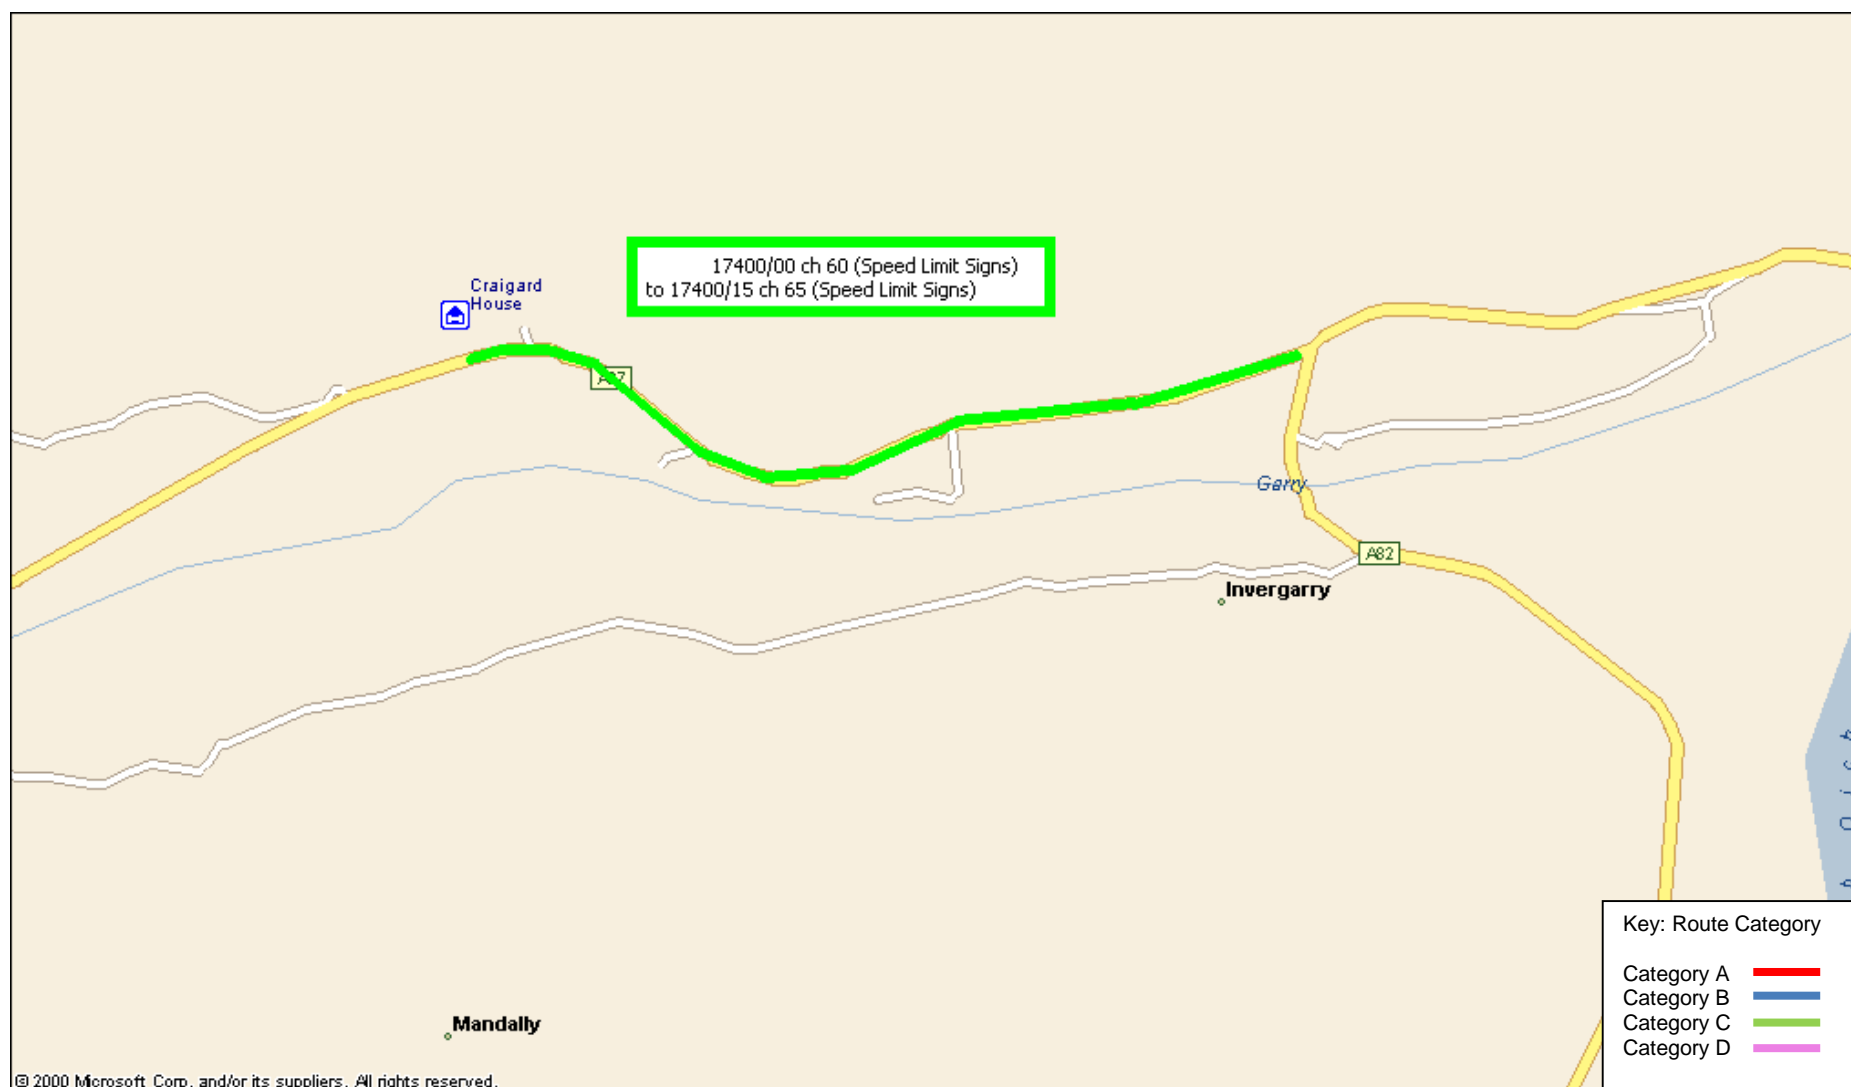 17400/00 ch 60 (Speed Limit Signs)
to 17400/15 ch 65 (Speed Limit Signs)
Craigard
House
Garry
A82
Invergarry
Key: Route Category
Category A
Category B
Category C
Category D
Mandally
© 2000 Microsoft Corp. and/or its suppliers. All rights reserved.